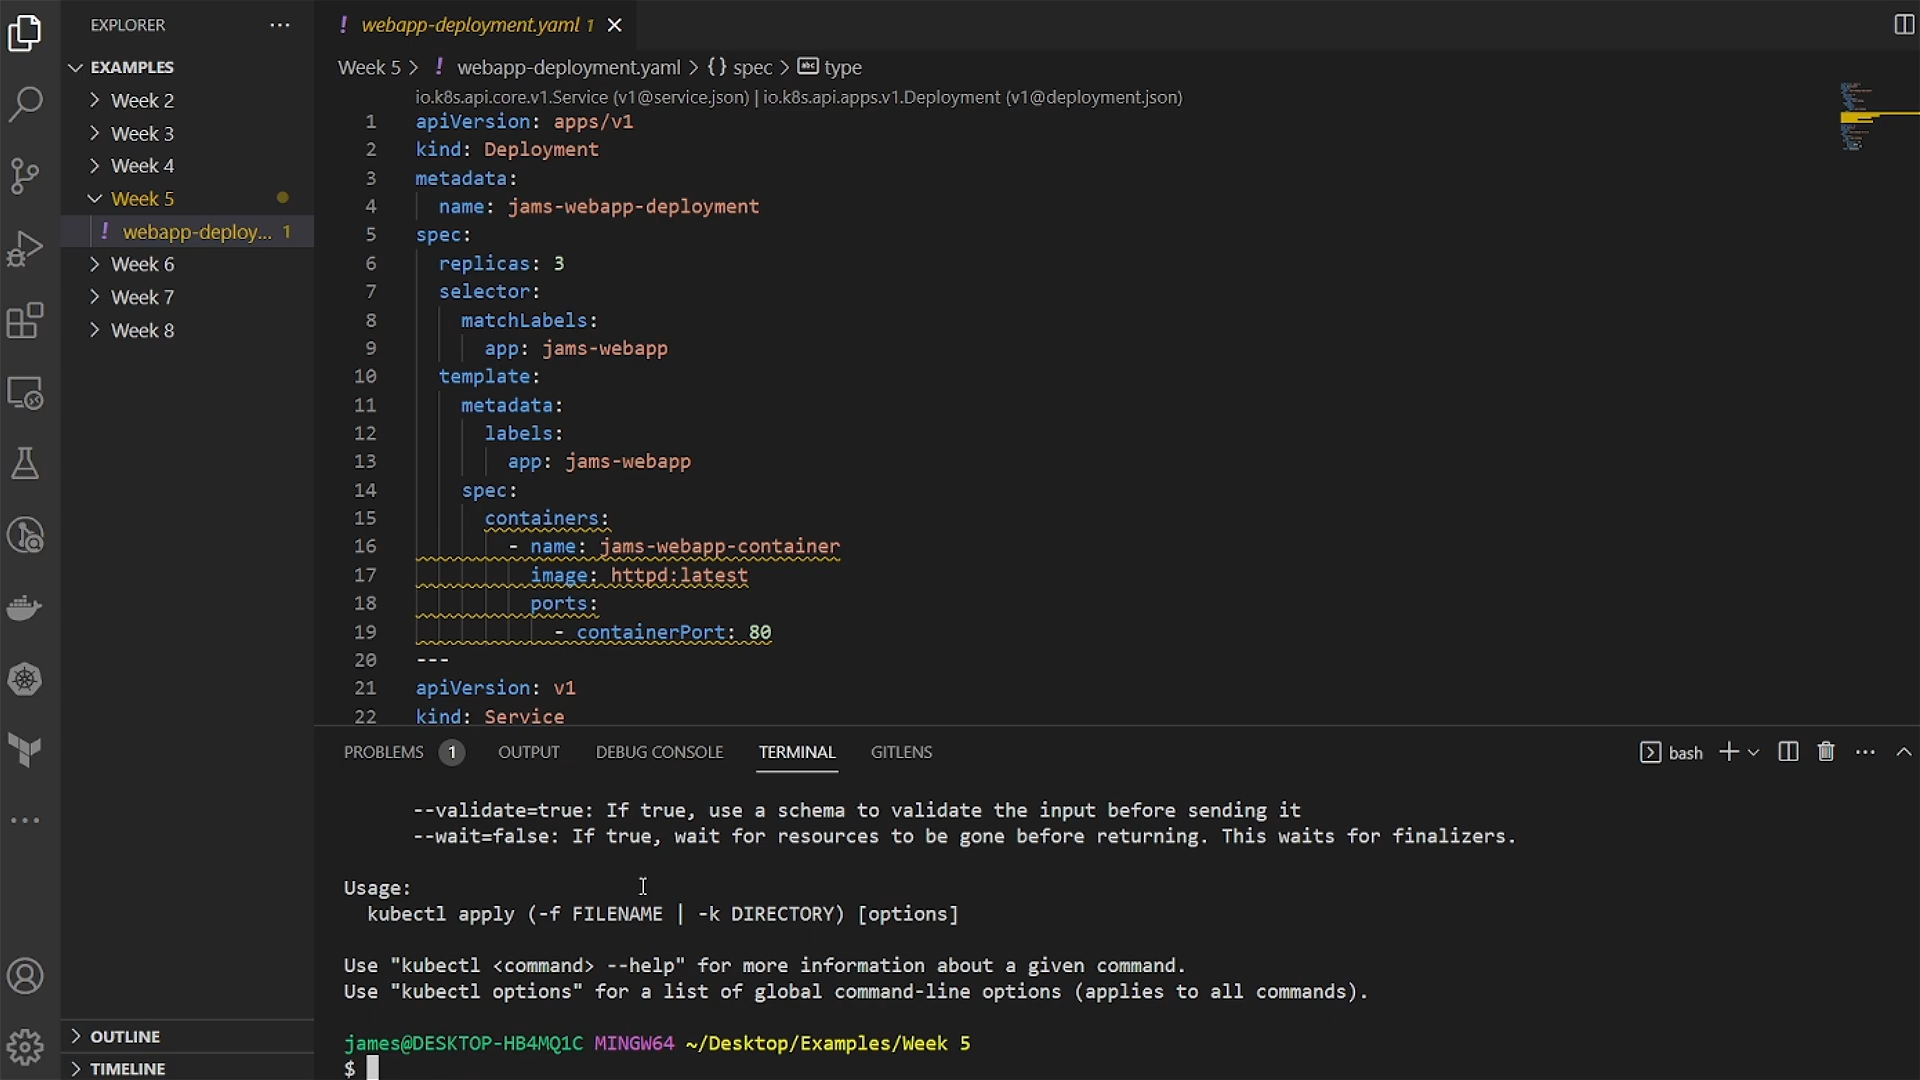 EXPLORER
EXAMPLES
Week 2
Week 3
Week 4
Week 5
! webapp-deploy... 1
Week 6
Week 7
Week 8
OUTLINE
TIMELINE
! webapp-deployment.yaml 1
Week 5 > ! webapp-deployment.yaml > {} spec > abc type
io.k8s.api.core.v1.Service (v1@service.json) | io.k8s.api.apps.v1.Deployment (v1@deployment.json)
1 apiVersion: apps/v1
2 kind: Deployment
3 metadata:
4 name: jams-webapp-deployment
5 spec:
6 replicas: 3
7 selector:
8 matchLabels:
9 app: jams-webapp
10 template:
11 metadata:
12 labels:
13 app: jams-webapp
14 spec:
15 containers:
16 - name: jams-webapp-container
17 image: httpd:latest
18 ports:
19 - containerPort: 80
20 ---
21 apiVersion: v1
22 kind: Service
PROBLEMS 1 OUTPUT DEBUG CONSOLE TERMINAL GITLENS bash
--validate=true: If true, use a schema to validate the input before sending it
--wait=false: If true, wait for resources to be gone before returning. This waits for finalizers.
Usage:
kubectl apply (-f FILENAME | -k DIRECTORY) [options]
Use "kubectl <command> --help" for more information about a given command.
Use "kubectl options" for a list of global command-line options (applies to all commands).
james@DESKTOP-HB4MQ1C MINGW64 ~/Desktop/Examples/Week 5
$